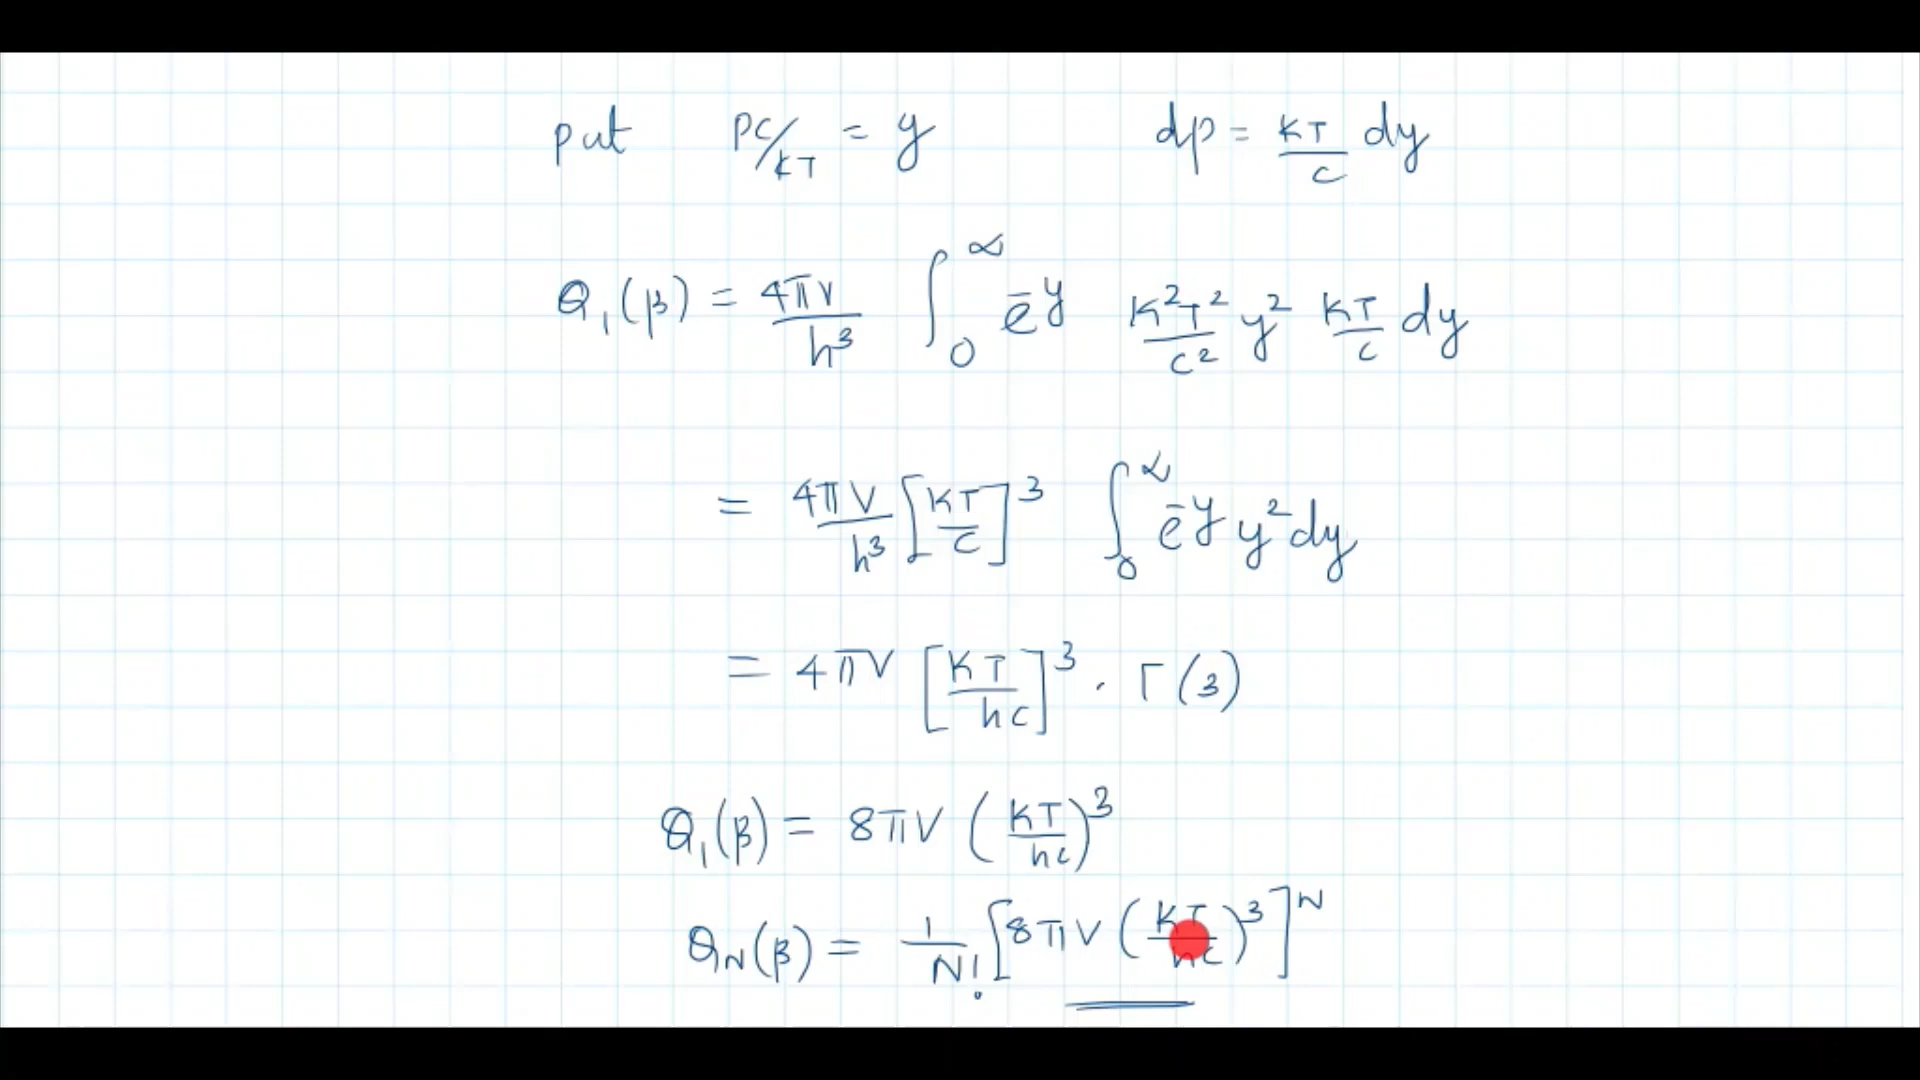 put PC/KT = y dp = KT/c dy
Q₁(β) = 4πV/h³ ∫₀^∝ e⁻ʸ K²T²/c² y² KT/c dy
= 4πV/h³ [KT/c]³ ∫₀^∝ e⁻ʸ y² dy
= 4πV [KT/hc]³ · Γ(3)
Q₁(β) = 8πV (KT/hc)³
Q_N(β) = 1/N! [8πV (KT/hc)³]^N